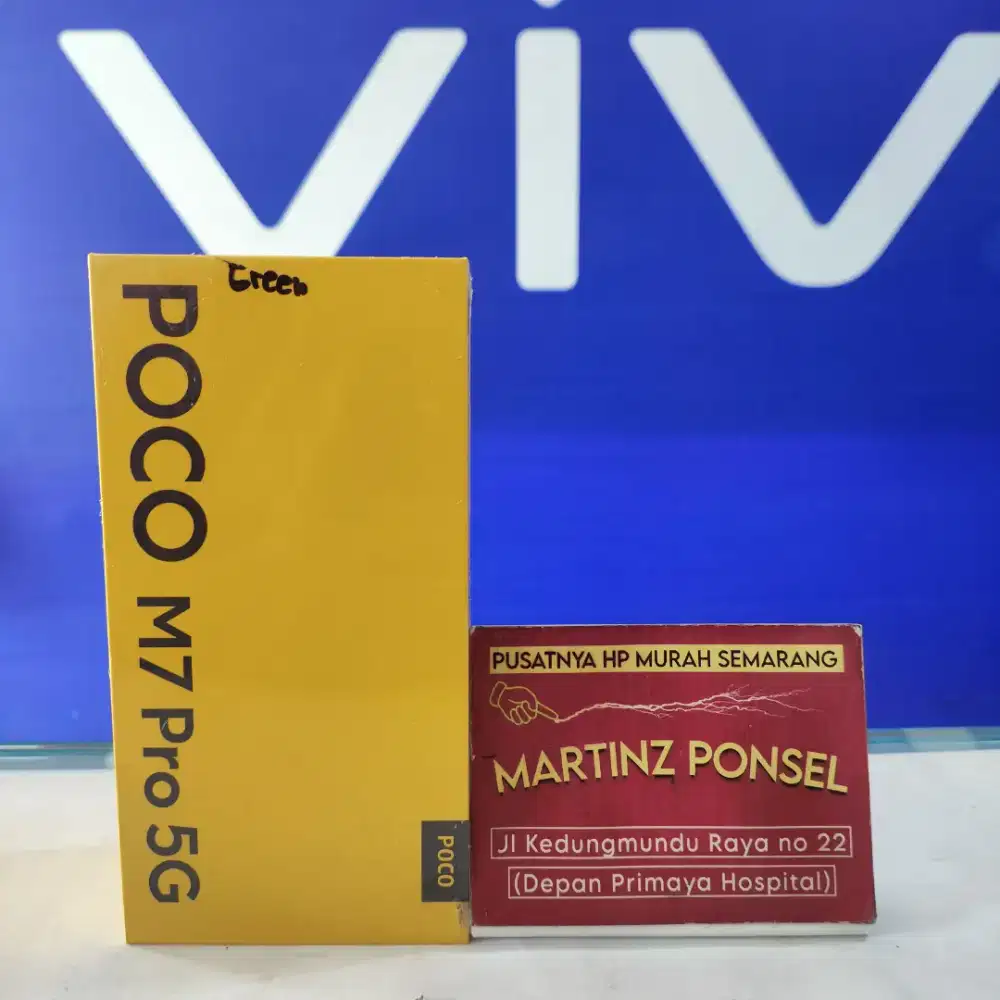 viv
Green
POCO M7 Pro 5G
POCO
PUSATNYA HP MURAH SEMARANG
MARTINZ PONSEL
Jl Kedungmundu Raya no 22
(Depan Primaya Hospital)